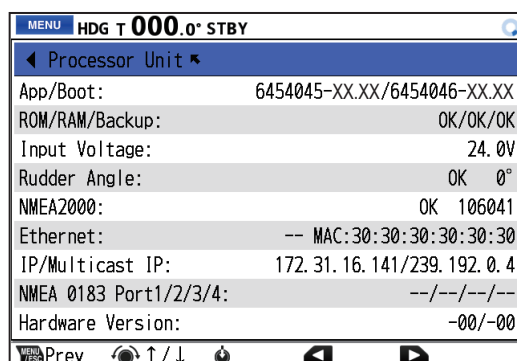 MENU HDG T 000.0° STBY
Processor Unit
App/Boot: 6454045-XX.XX/6454046-XX.XX
ROM/RAM/Backup: OK/OK/OK
Input Voltage: 24.0V
Rudder Angle: OK 0°
NMEA2000: OK 106041
Ethernet: -- MAC:30:30:30:30:30:30
IP/Multicast IP: 172.31.16.141/239.192.0.4
NMEA 0183 Port1/2/3/4: --/--/--/--
Hardware Version: -00/-00
MENU/ESC Prev ↑/↓